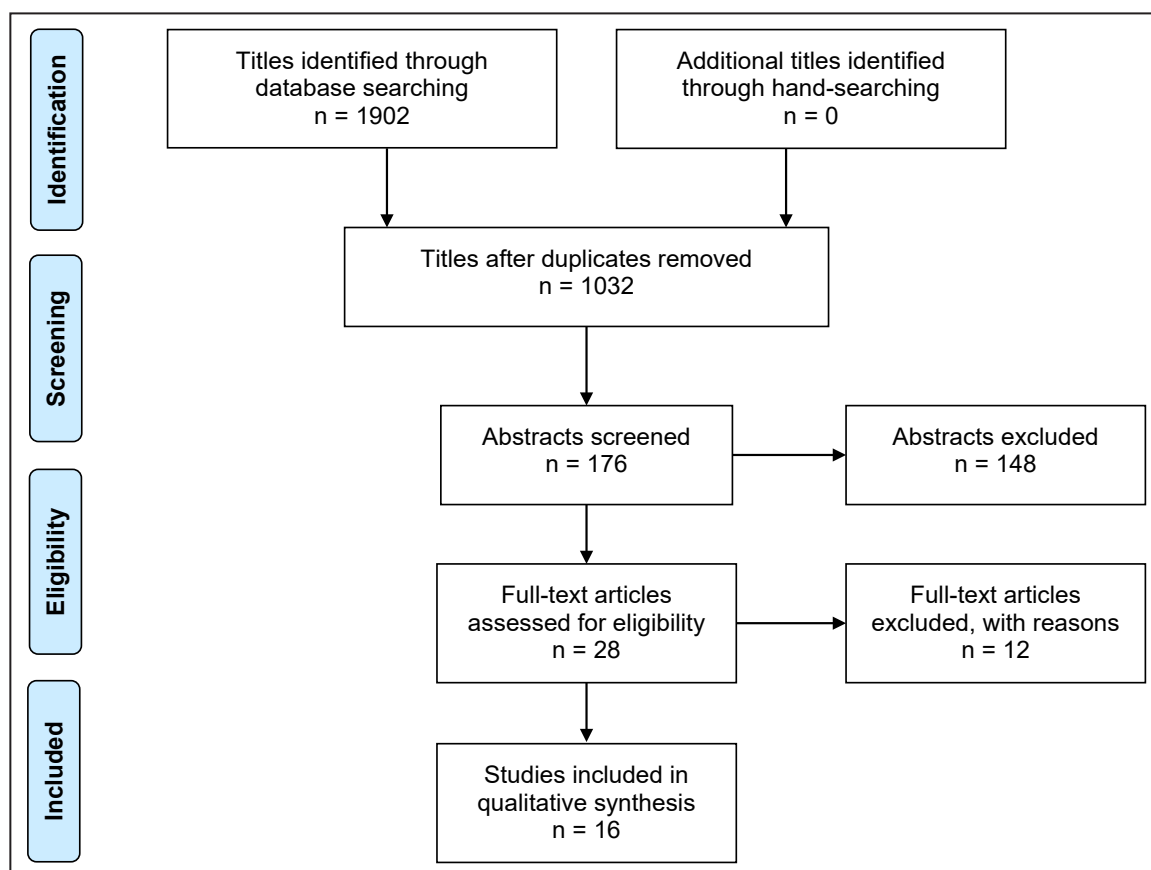 Identification
Titles identified through
database searching
n = 1902
Additional titles identified
through hand-searching
n = 0
Titles after duplicates removed
n = 1032
Screening
Abstracts screened
n = 176
Abstracts excluded
n = 148
Eligibility
Full-text articles
assessed for eligibility
n = 28
Full-text articles
excluded, with reasons
n = 12
Included
Studies included in
qualitative synthesis
n = 16